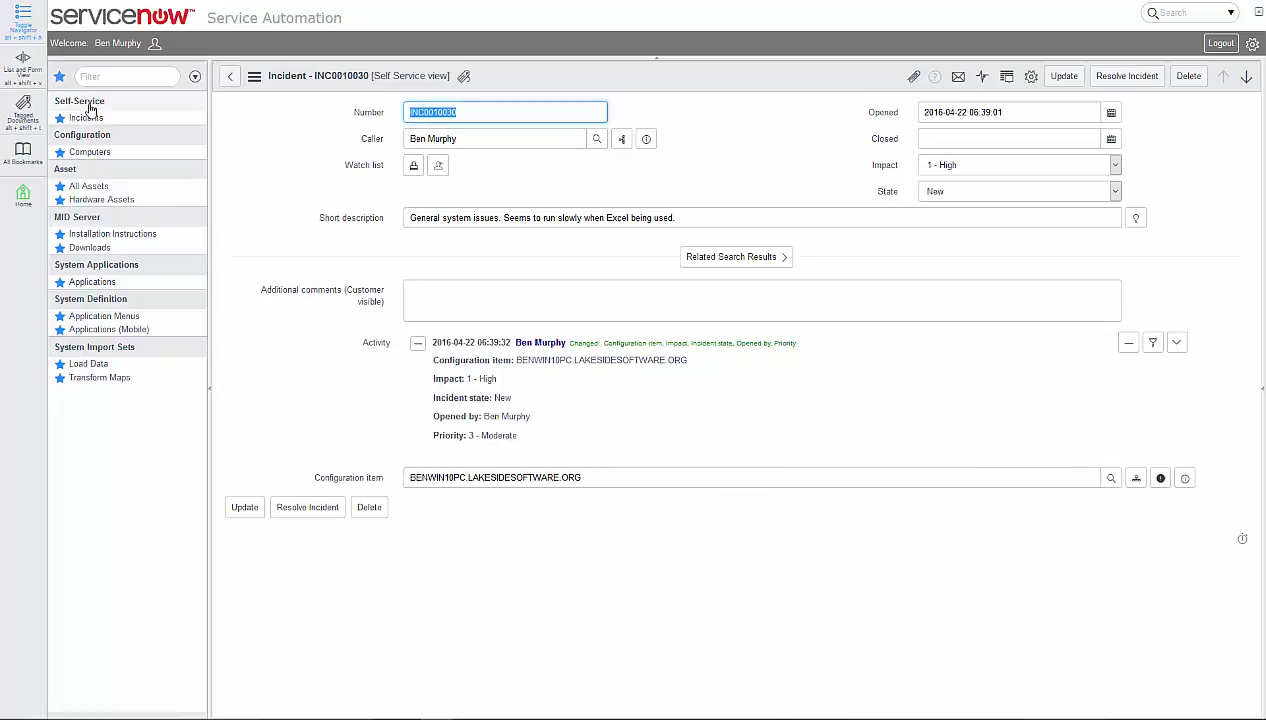 Toggle
Navigator
alt + shift + n
List and Form
View
alt + shift + v
Tagged
Documents
alt + shift + t
All Bookmarks
Home
servicenow™ Service Automation
Search
Welcome: Ben Murphy
Logout
Filter
Self-Service
Incidents
Configuration
Computers
Asset
All Assets
Hardware Assets
MID Server
Installation Instructions
Downloads
System Applications
Applications
System Definition
Application Menus
Applications (Mobile)
System Import Sets
Load Data
Transform Maps
Incident - INC0010030 [Self Service view]
Update
Resolve Incident
Delete
Number INC0010030
Opened 2016-04-22 06:39:01
Caller Ben Murphy
Closed
Watch list
Impact 1 - High
State New
Short description General system issues. Seems to run slowly when Excel being used.
Related Search Results
Additional comments (Customer
visible)
Activity
2016-04-22 06:39:32 Ben Murphy Changed: Configuration item, Impact, Incident state, Opened by, Priority
Configuration item: BENWIN10PC.LAKESIDESOFTWARE.ORG
Impact: 1 - High
Incident state: New
Opened by: Ben Murphy
Priority: 3 - Moderate
Configuration item BENWIN10PC.LAKESIDESOFTWARE.ORG
Update
Resolve Incident
Delete